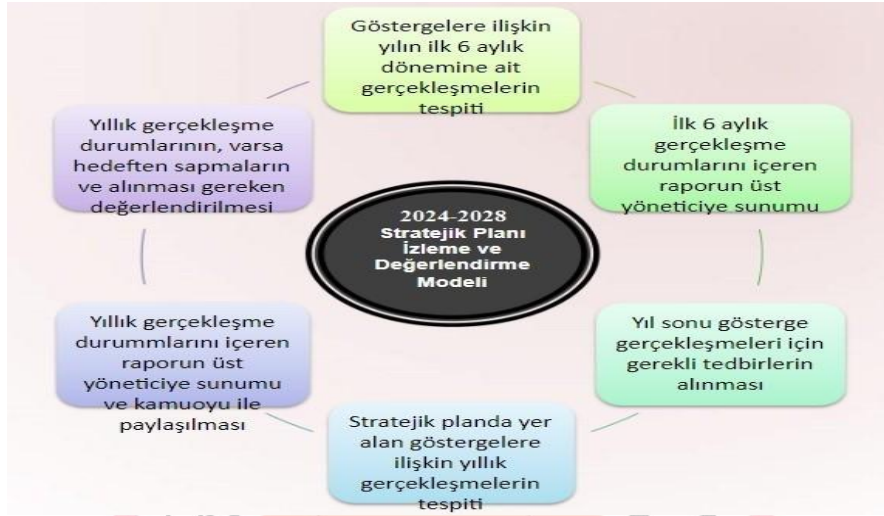 Göstergelere ilişkin
yılın ilk 6 aylık
dönemine ait
gerçekleşmelerin
tespiti
İlk 6 aylık
gerçekleşme
durumlarını içeren
raporun üst
yöneticiye sunumu
Yıl sonu gösterge
gerçekleşmeleri için
gerekli tedbirlerin
alınması
Stratejik planda yer
alan göstergelere
ilişkin yıllık
gerçekleşmelerin
tespiti
Yıllık gerçekleşme
durummlarını içeren
raporun üst
yöneticiye sunumu
ve kamuoyu ile
paylaşılması
Yıllık gerçekleşme
durumlarının, varsa
hedeften sapmaların
ve alınması gereken
değerlendirilmesi
2024-2028
Stratejik Planı
İzleme ve
Değerlendirme
Modeli